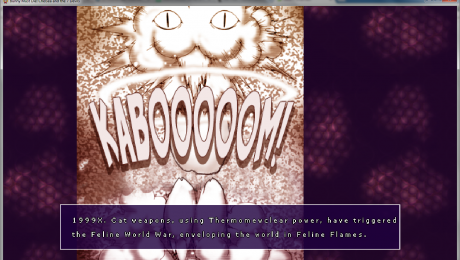 KABOOOOOM!
1999X. Cat weapons, using Thermomewclear power, have triggered
the Feline World War, enveloping the world in Feline Flames.